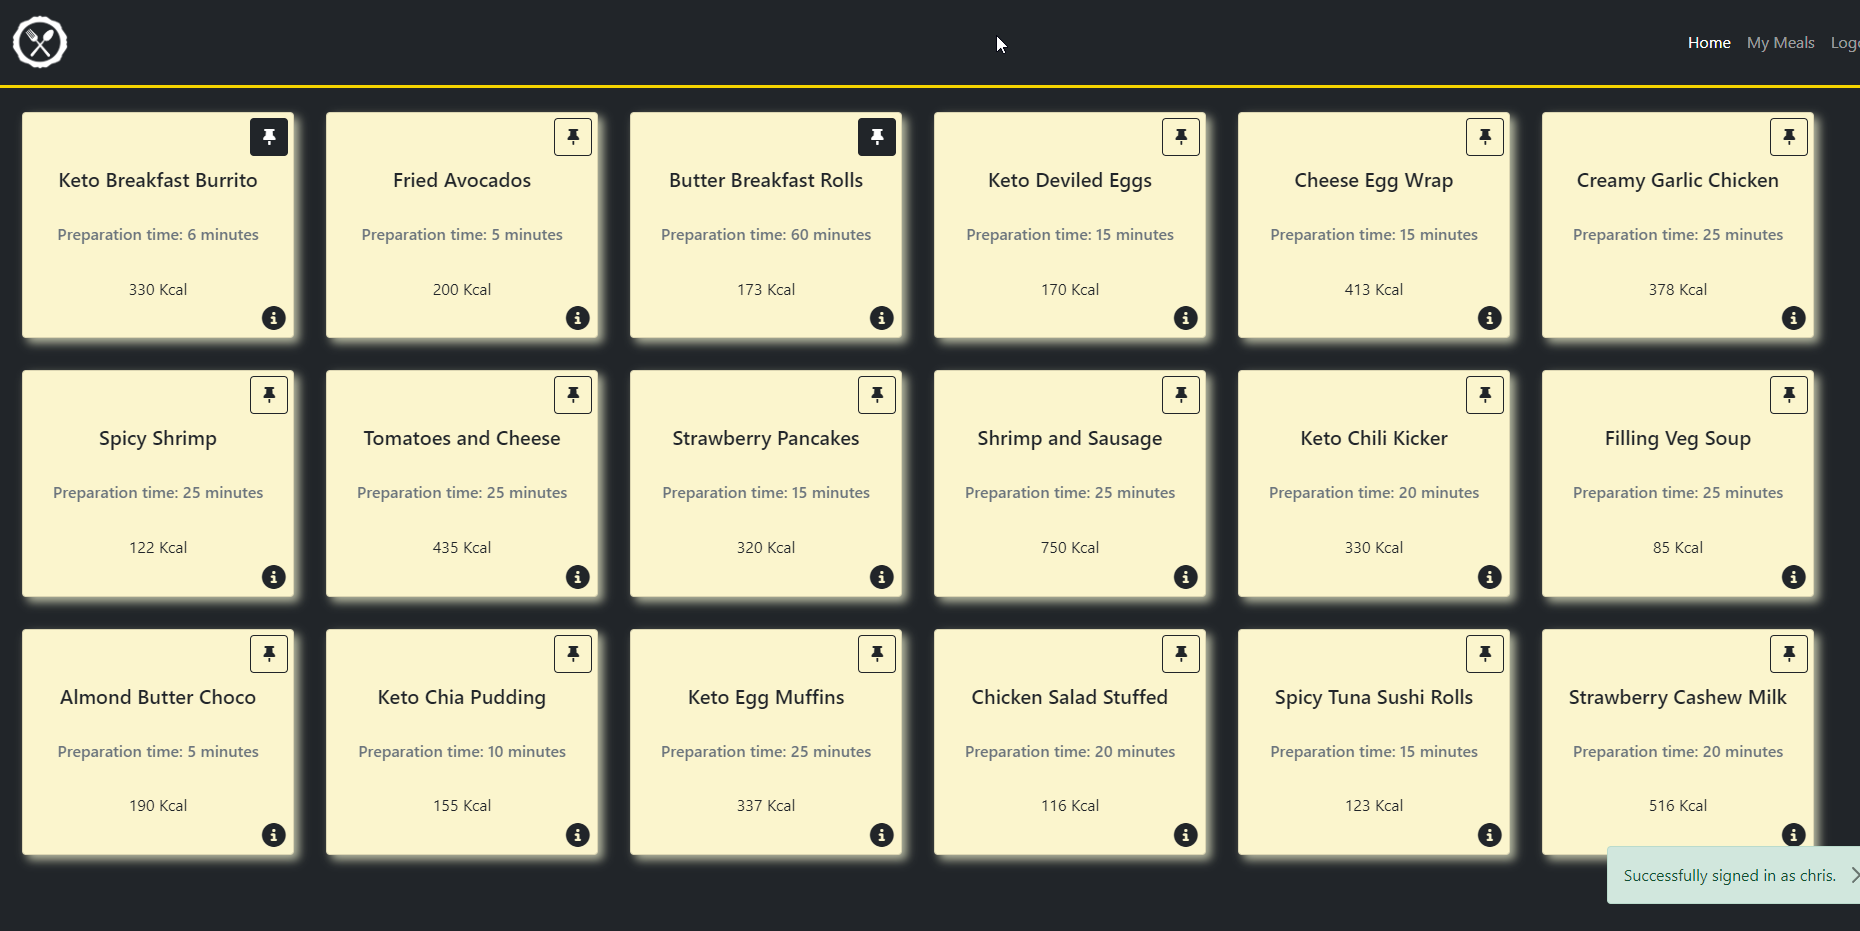 Home My Meals
Keto Breakfast Burrito
Preparation time: 6 minutes
330 Kcal
Fried Avocados
Preparation time: 5 minutes
200 Kcal
Butter Breakfast Rolls
Preparation time: 60 minutes
173 Kcal
Keto Deviled Eggs
Preparation time: 15 minutes
170 Kcal
Cheese Egg Wrap
Preparation time: 15 minutes
413 Kcal
Creamy Garlic Chicken
Preparation time: 25 minutes
378 Kcal
Spicy Shrimp
Preparation time: 25 minutes
122 Kcal
Tomatoes and Cheese
Preparation time: 25 minutes
435 Kcal
Strawberry Pancakes
Preparation time: 15 minutes
320 Kcal
Shrimp and Sausage
Preparation time: 25 minutes
750 Kcal
Keto Chili Kicker
Preparation time: 20 minutes
330 Kcal
Filling Veg Soup
Preparation time: 25 minutes
85 Kcal
Almond Butter Choco
Preparation time: 5 minutes
190 Kcal
Keto Chia Pudding
Preparation time: 10 minutes
155 Kcal
Keto Egg Muffins
Preparation time: 25 minutes
337 Kcal
Chicken Salad Stuffed
Preparation time: 20 minutes
116 Kcal
Spicy Tuna Sushi Rolls
Preparation time: 15 minutes
123 Kcal
Strawberry Cashew Milk
Preparation time: 20 minutes
516 Kcal
Successfully signed in as chris.